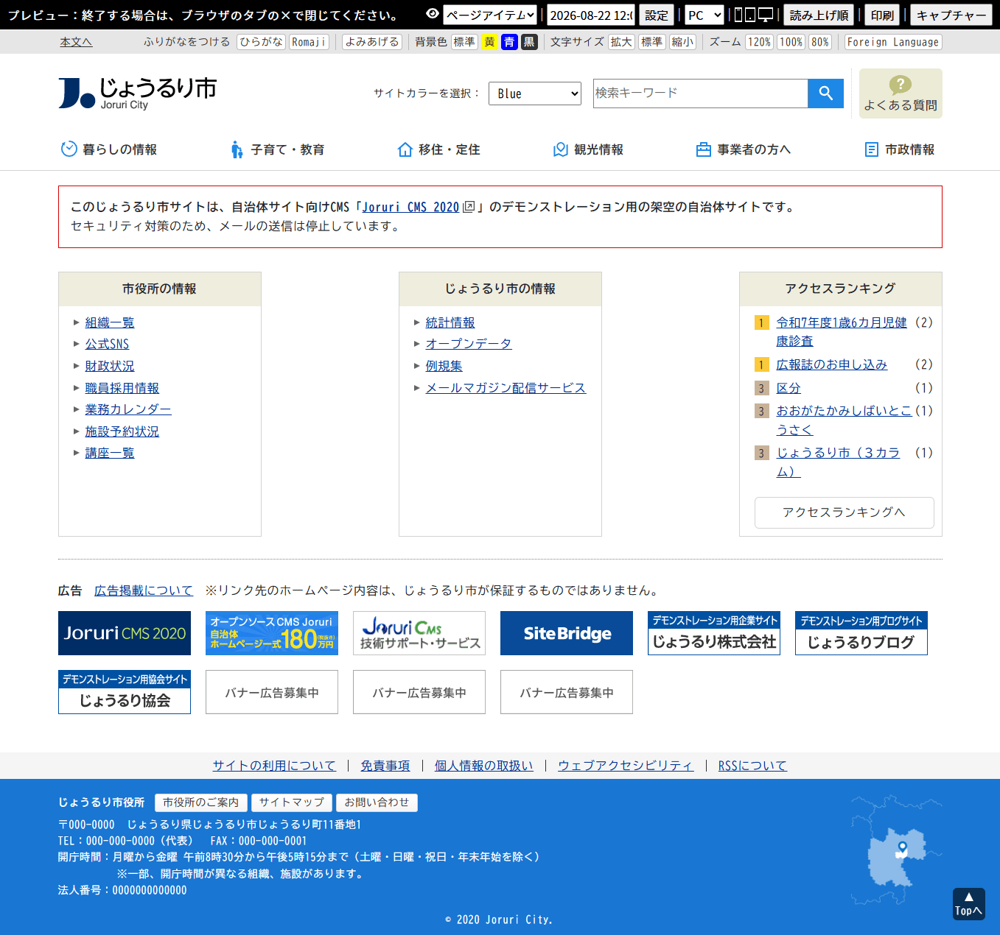 プレビュー：終了する場合は、ブラウザのタブの×で閉じてください。 ページアイテム | 2026-08-22 12:0 設定 | PC | | 読み上げ順 | 印刷 | キャプチャー
本文へ ふりがなをつける ひらがな Romaji よみあげる 背景色 標準 黄 青 黒 文字サイズ 拡大 標準 縮小 ズーム 120% 100% 80% Foreign Language
じょうるり市
Joruri City
サイトカラーを選択： Blue 検索キーワード
? よくある質問
暮らしの情報 子育て・教育 移住・定住 観光情報 事業者の方へ 市政情報
このじょうるり市サイトは、自治体サイト向けCMS「Joruri CMS 2020」のデモンストレーション用の架空の自治体サイトです。
セキュリティ対策のため、メールの送信は停止しています。
市役所の情報
組織一覧
公式SNS
財政状況
職員採用情報
業務カレンダー
施設予約状況
講座一覧
じょうるり市の情報
統計情報
オープンデータ
例規集
メールマガジン配信サービス
アクセスランキング
1 令和7年度1歳6カ月児健 (2)
康診査
1 広報誌のお申し込み (2)
3 区分 (1)
3 おおがたかみしばいとこ (1)
うさく
3 じょうるり市（３カラ (1)
ム）
アクセスランキングへ
広告 広告掲載について ※リンク先のホームページ内容は、じょうるり市が保証するものではありません。
Joruri CMS 2020
オープンソースCMS Joruri
自治体
ホームページ一式180万円(税抜き)
Joruri CMS
技術サポート・サービス
SiteBridge
デモンストレーション用企業サイト
じょうるり株式会社
デモンストレーション用ブログサイト
じょうるりブログ
デモンストレーション用協会サイト
じょうるり協会
バナー広告募集中
バナー広告募集中
バナー広告募集中
サイトの利用について | 免責事項 | 個人情報の取扱い | ウェブアクセシビリティ | RSSについて
じょうるり市役所 市役所のご案内 サイトマップ お問い合わせ
〒000-0000 じょうるり県じょうるり市じょうるり町11番地1
TEL：000-000-0000（代表） FAX：000-000-0001
開庁時間：月曜から金曜 午前8時30分から午後5時15分まで（土曜・日曜・祝日・年末年始を除く）
※一部、開庁時間が異なる組織、施設があります。
法人番号：0000000000000
▲
Topへ
© 2020 Joruri City.